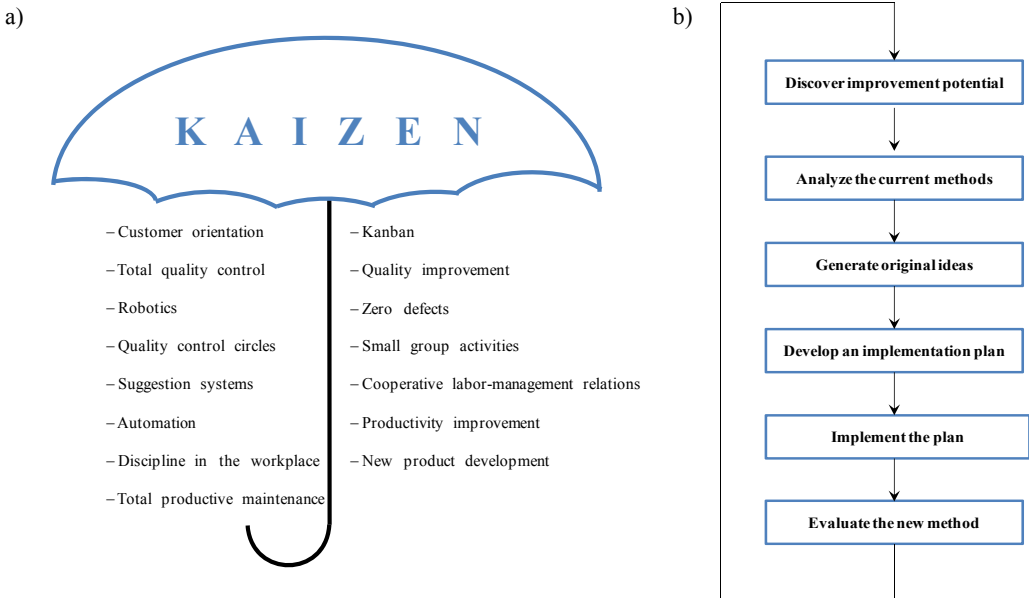 a)
K A I Z E N
– Customer orientation
– Total quality control
– Robotics
– Quality control circles
– Suggestion systems
– Automation
– Discipline in the workplace
– Total productive maintenance
– Kanban
– Quality improvement
– Zero defects
– Small group activities
– Cooperative labor-management relations
– Productivity improvement
– New product development
b)
Discover improvement potential
Analyze the current methods
Generate original ideas
Develop an implementation plan
Implement the plan
Evaluate the new method